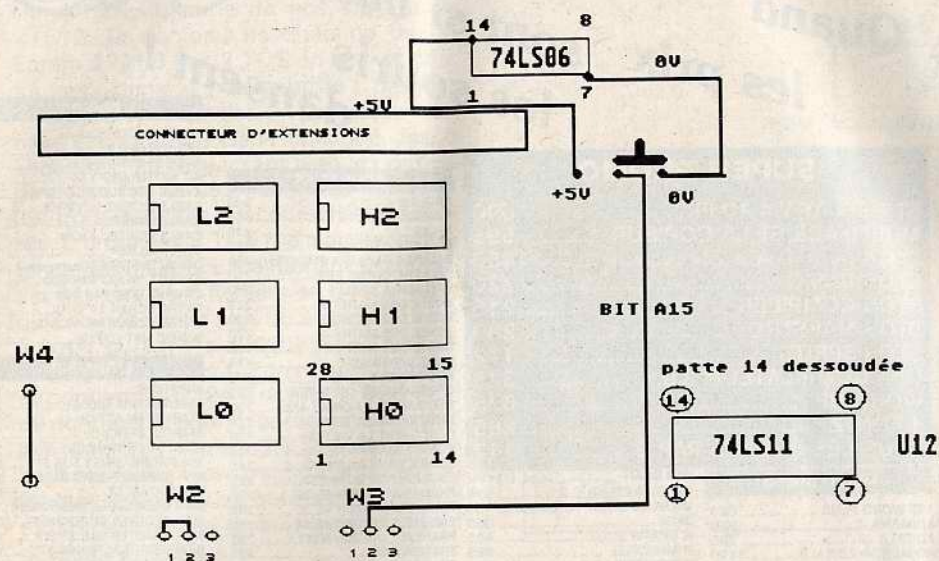 14
8
74LS06
0V
7
+5V
1
CONNECTEUR D'EXTENSIONS
+5V
0V
L2
H2
L1
H1
BIT A15
W4
28
15
patte 14 dessoudée
14
8
L0
H0
74LS11
U12
1
14
1
7
W2
W3
1 2 3
1 2 3